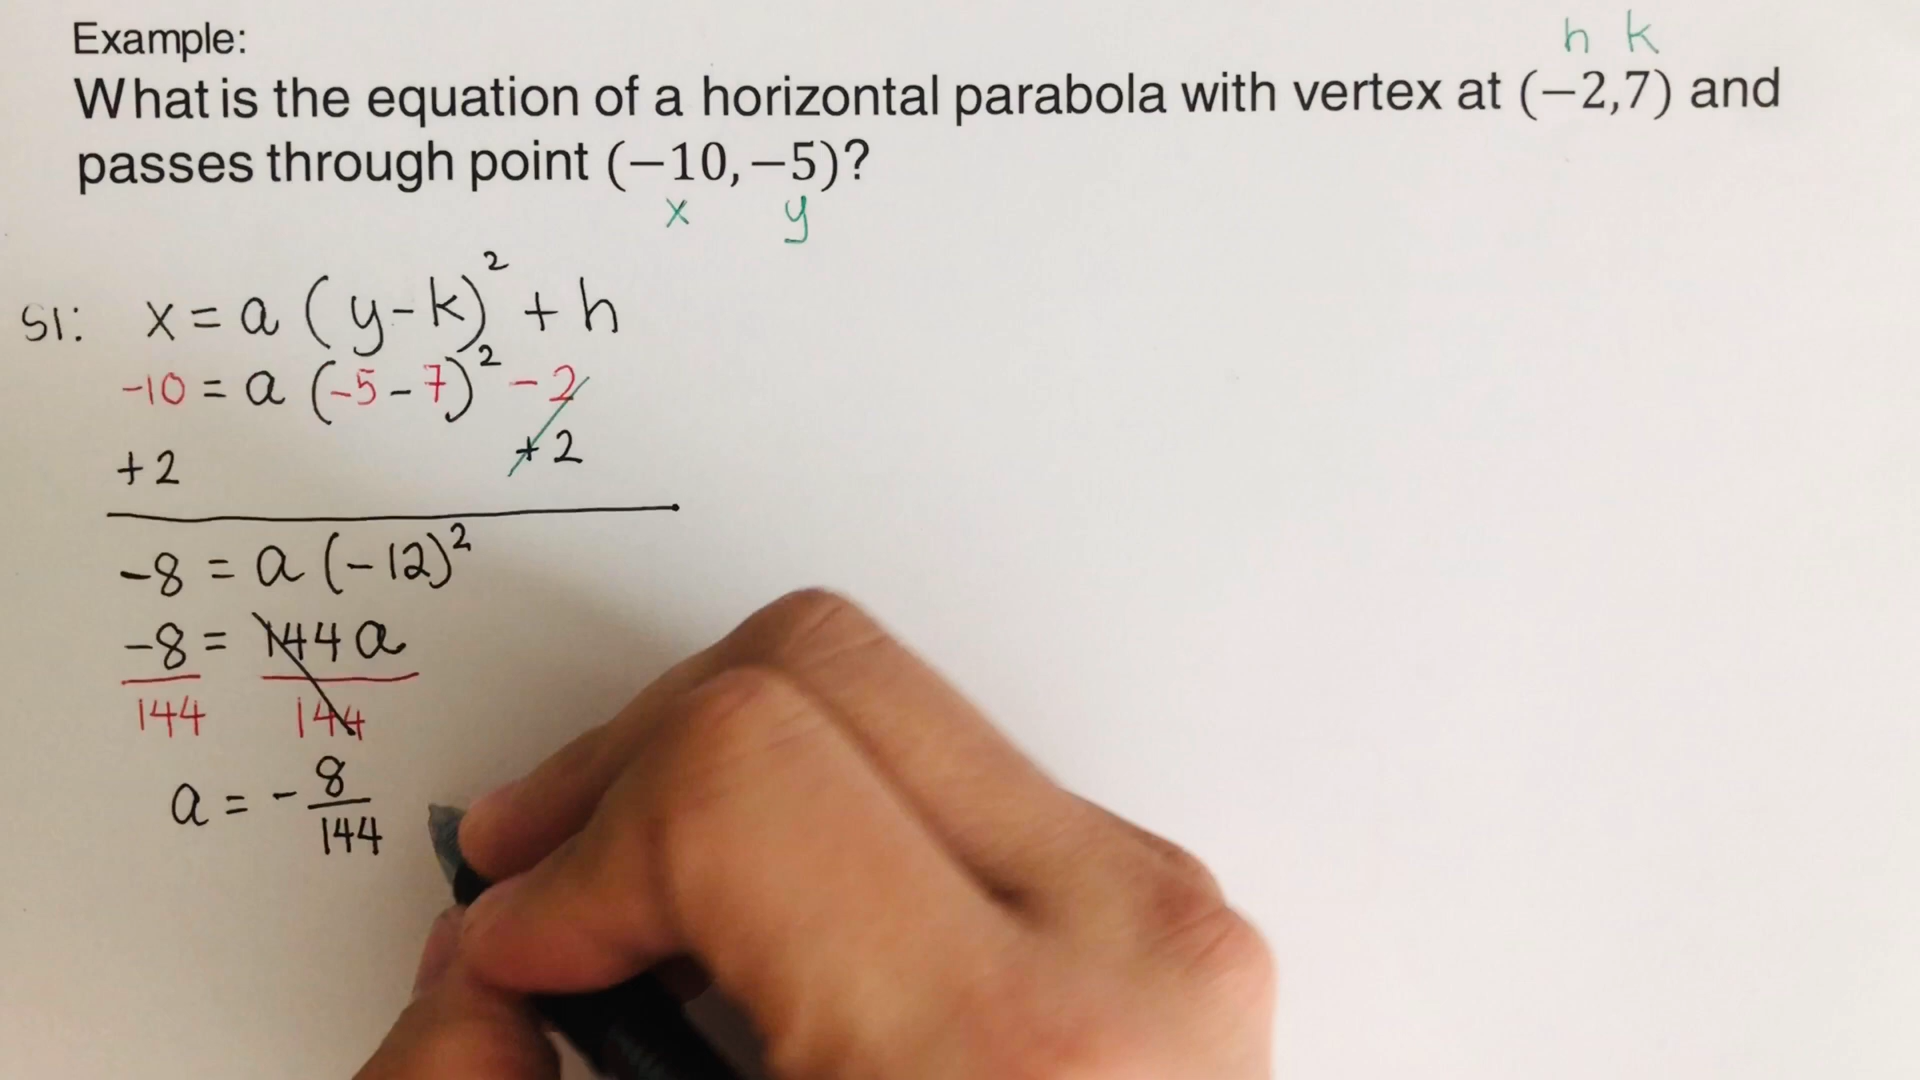 Example:
h k
What is the equation of a horizontal parabola with vertex at (−2,7) and
passes through point (−10,−5)?
x y
S1: x = a (y-k)² + h
-10 = a (-5-7)² - 2
+2 +2
-8 = a (-12)²
-8 = 144a
144 144
a = - 8
144